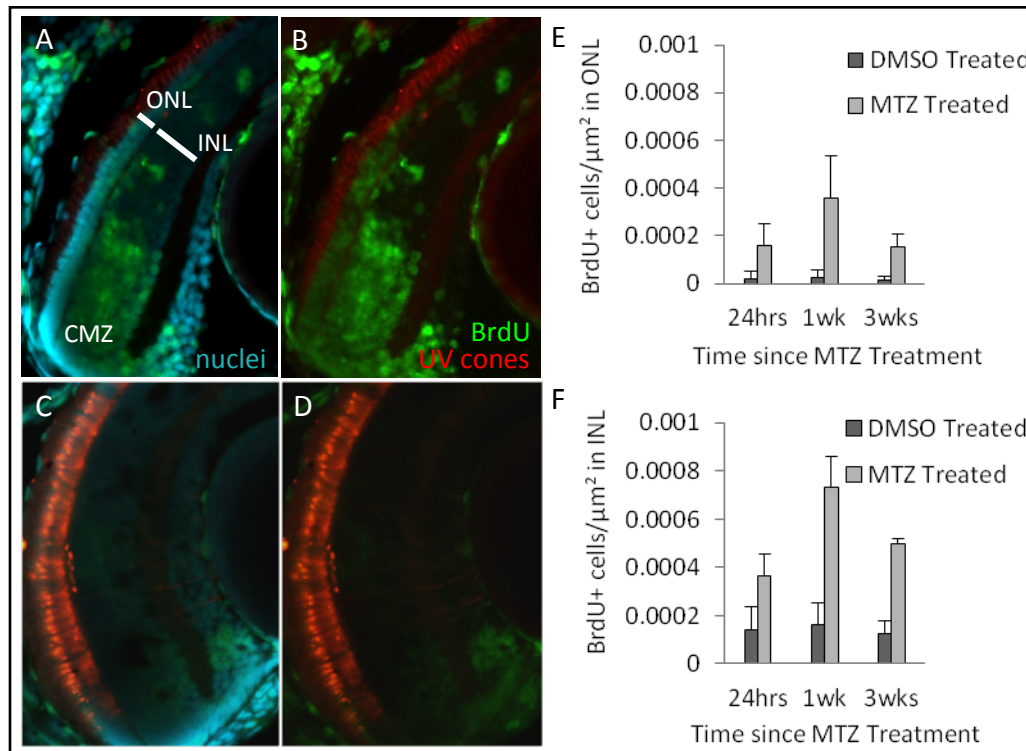 A
ONL
INL
CMZ
nuclei
B
BrdU
UV cones
C
D
E
BrdU+ cells/µm² in ONL
0.001
0.0008
0.0006
0.0004
0.0002
0
DMSO Treated
MTZ Treated
24hrs 1wk 3wks
Time since MTZ Treatment
F
BrdU+ cells/µm² in INL
0.001
0.0008
0.0006
0.0004
0.0002
0
DMSO Treated
MTZ Treated
24hrs 1wk 3wks
Time since MTZ Treatment